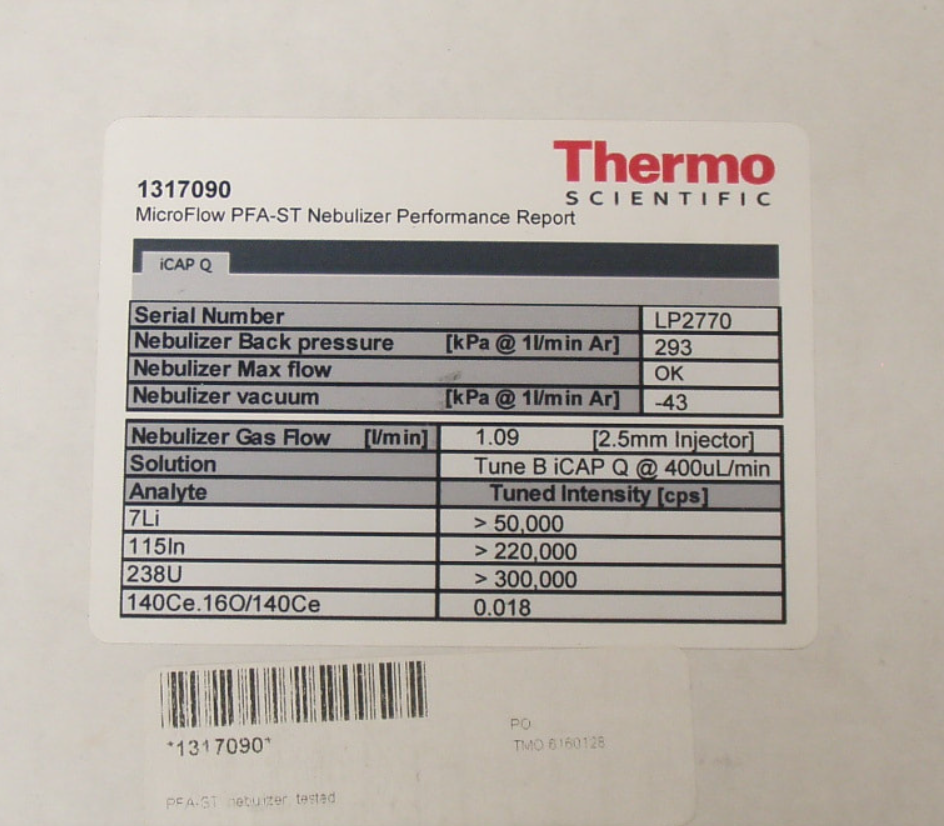 Thermo
SCIENTIFIC
1317090
MicroFlow PFA-ST Nebulizer Performance Report
iCAP Q
Serial Number LP2770
Nebulizer Back pressure [kPa @ 1l/min Ar] 293
Nebulizer Max flow OK
Nebulizer vacuum [kPa @ 1l/min Ar] -43
Nebulizer Gas Flow [l/min] 1.09 [2.5mm Injector]
Solution Tune B iCAP Q @ 400uL/min
Analyte Tuned Intensity [cps]
7Li > 50,000
115In > 220,000
238U > 300,000
140Ce.16O/140Ce 0.018
*1317090*
PO
TMO 6160128
PFA-ST nebulizer, tested